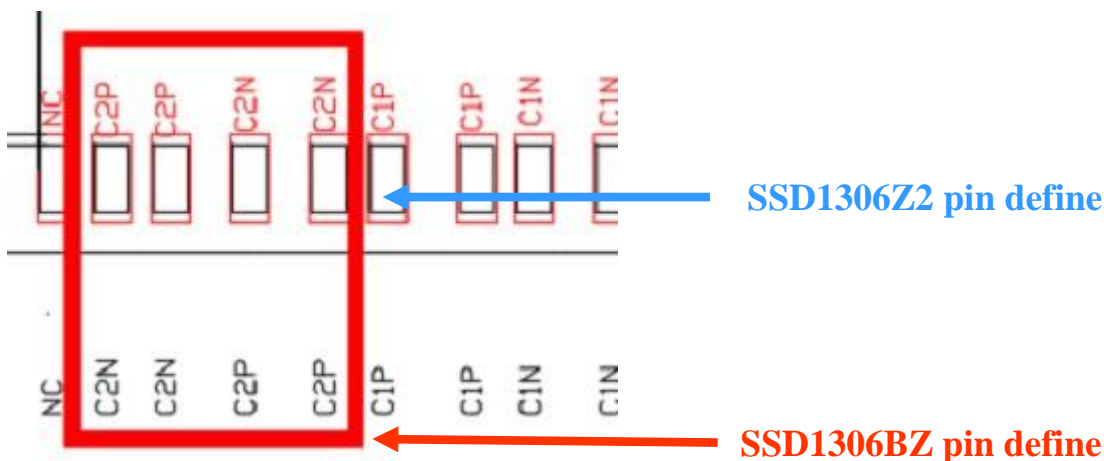 NC C2P C2P C2N C2N C1P C1P C1N C1N
SSD1306Z2 pin define
NC C2N C2N C2P C2P C1P C1P C1N C1N
SSD1306BZ pin define